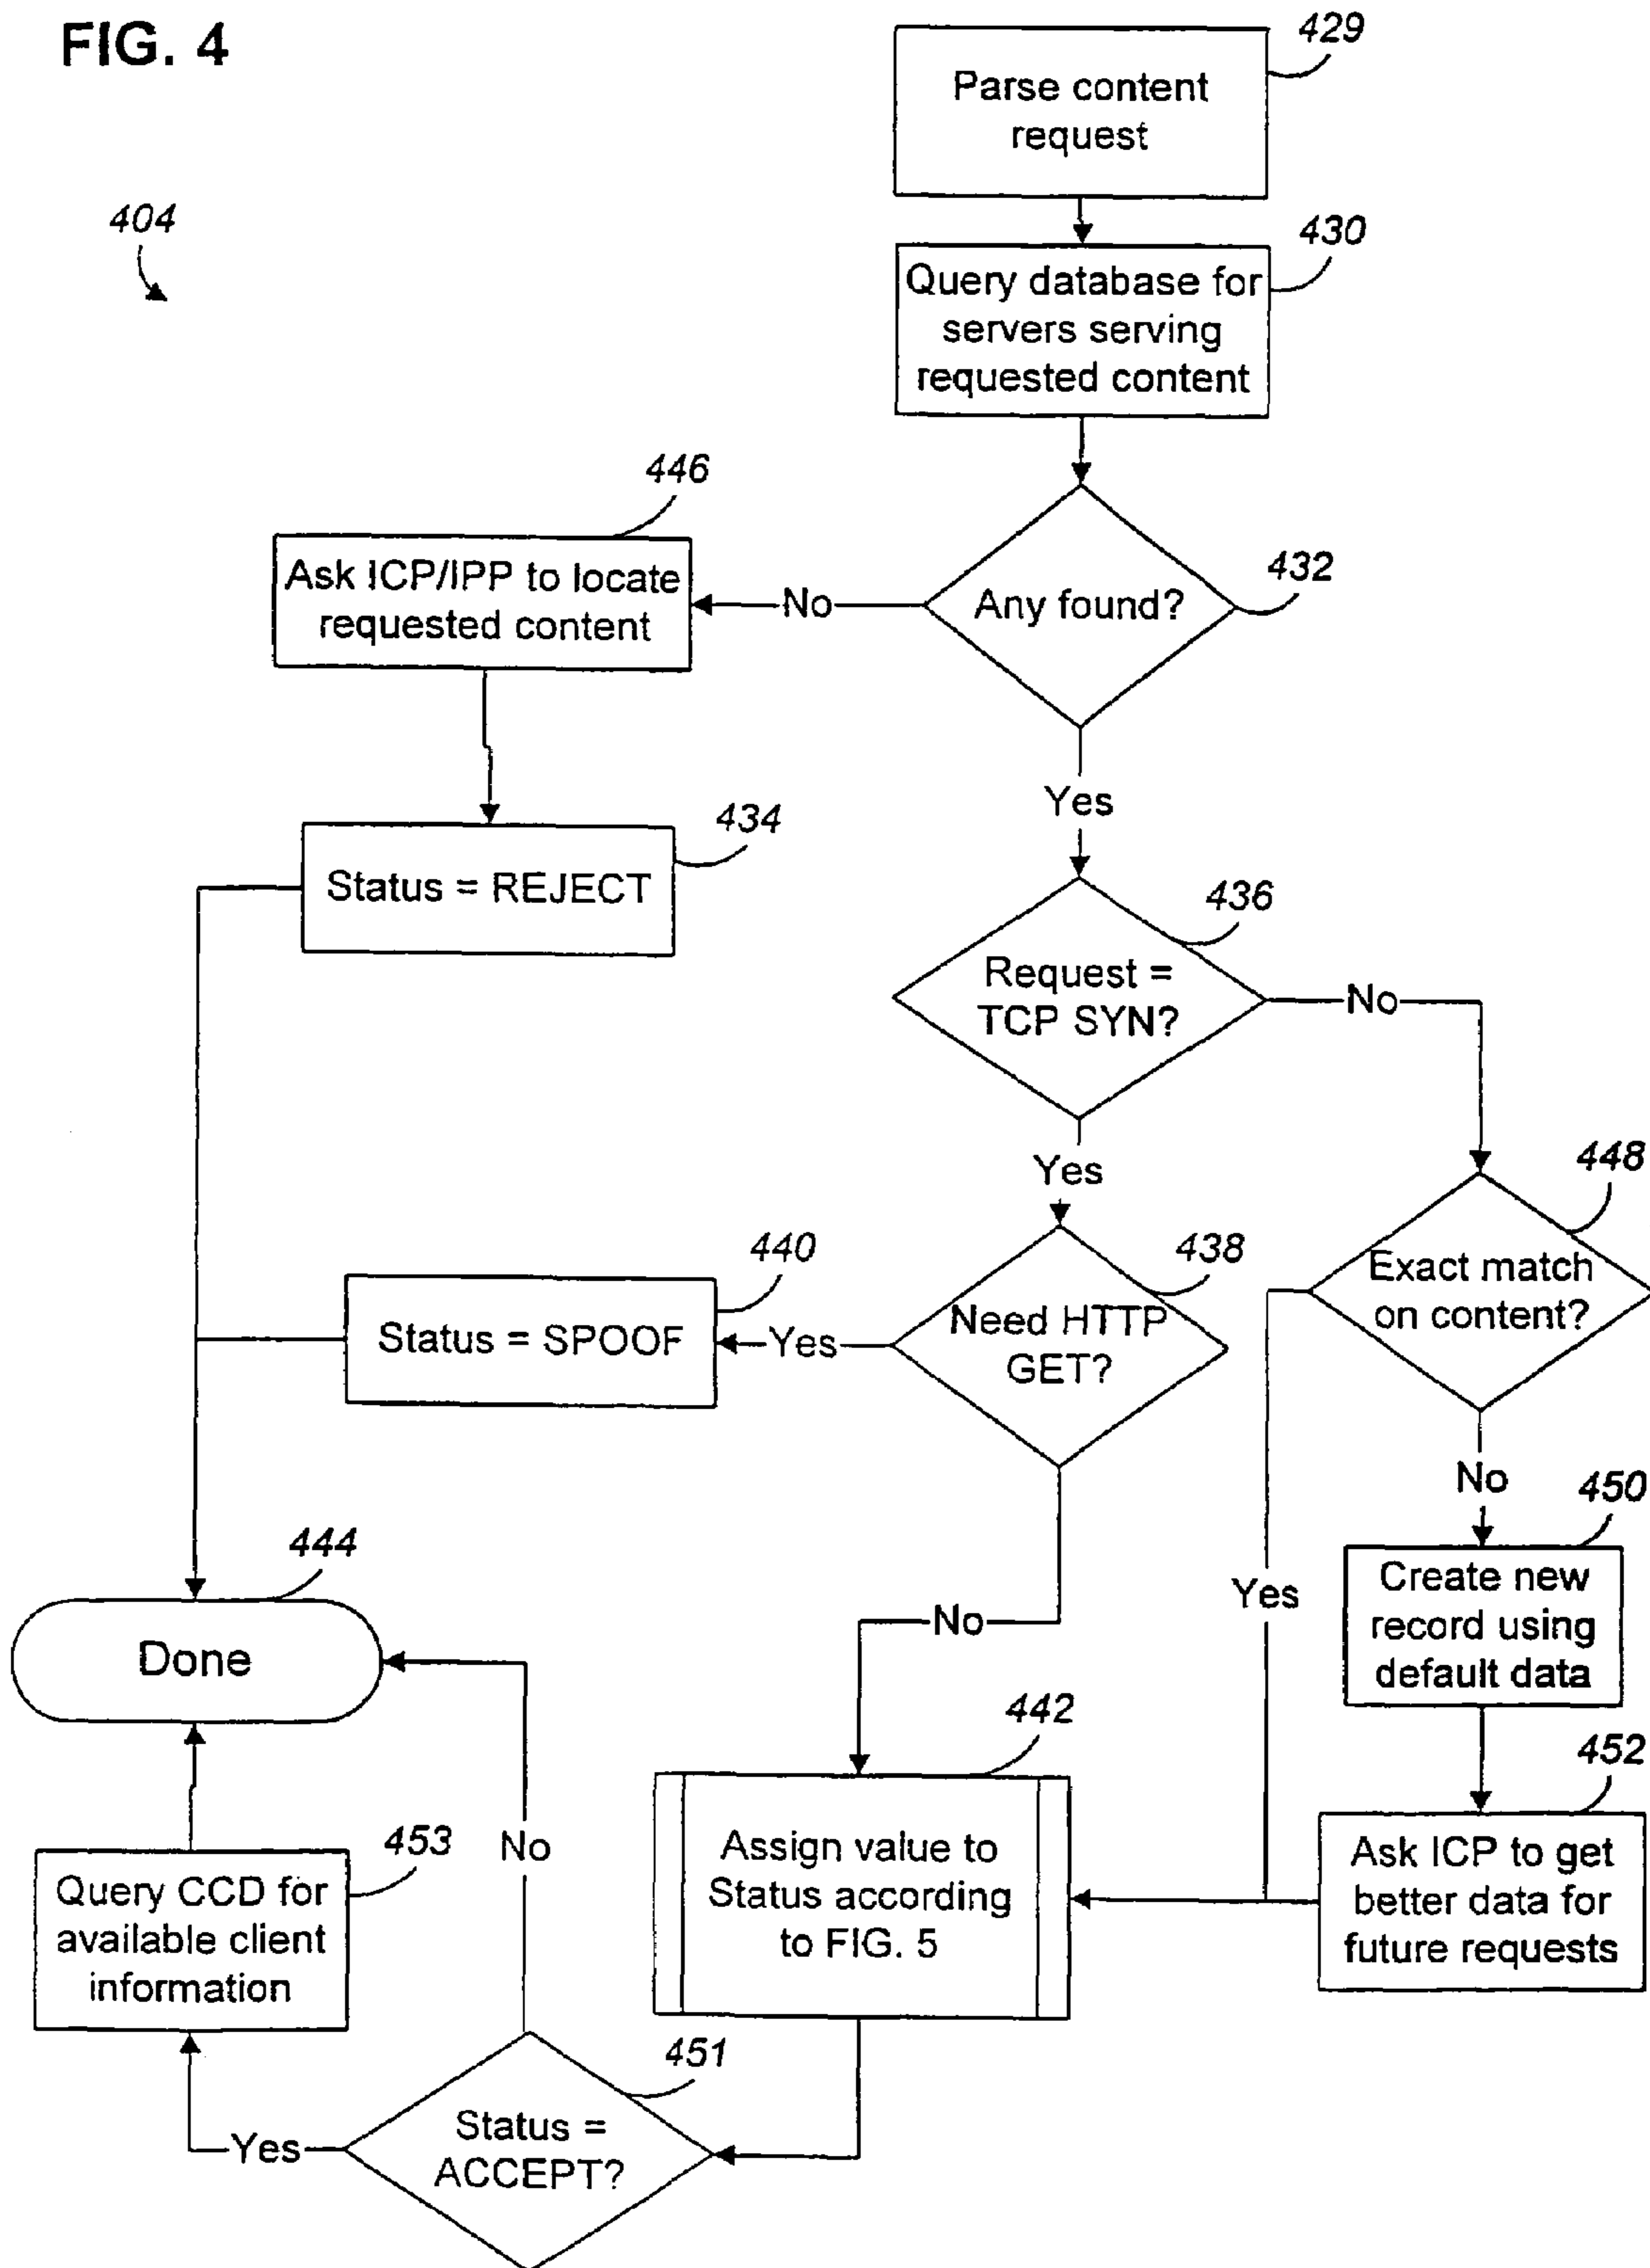 FIG. 4
429
Parse content
request
404
430
Query database for
servers serving
requested content
446
Ask ICP/IPP to locate
requested content
No
Any found?
432
Yes
434
Status = REJECT
436
Request =
TCP SYN?
No
Yes
448
Exact match
on content?
440
Status = SPOOF
Yes
438
Need HTTP
GET?
No
450
Create new
record using
default data
Yes
444
Done
No
442
Assign value to
Status according
to FIG. 5
452
Ask ICP to get
better data for
future requests
453
Query CCD for
available client
information
No
451
Status =
ACCEPT?
Yes